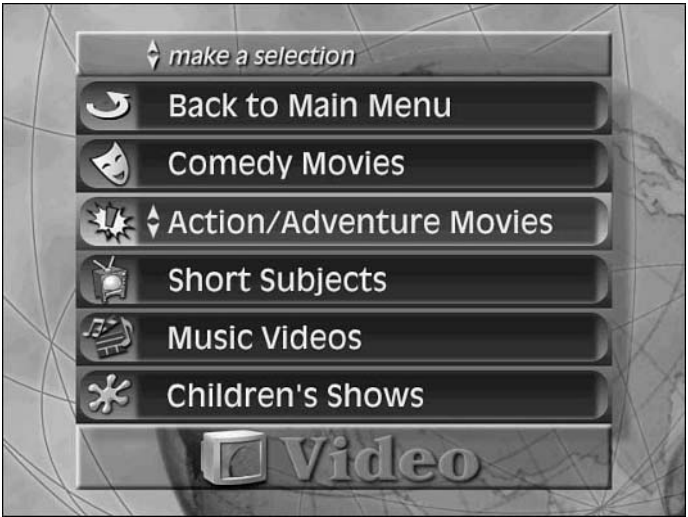 make a selection
Back to Main Menu
Comedy Movies
Action/Adventure Movies
Short Subjects
Music Videos
Children's Shows
Video